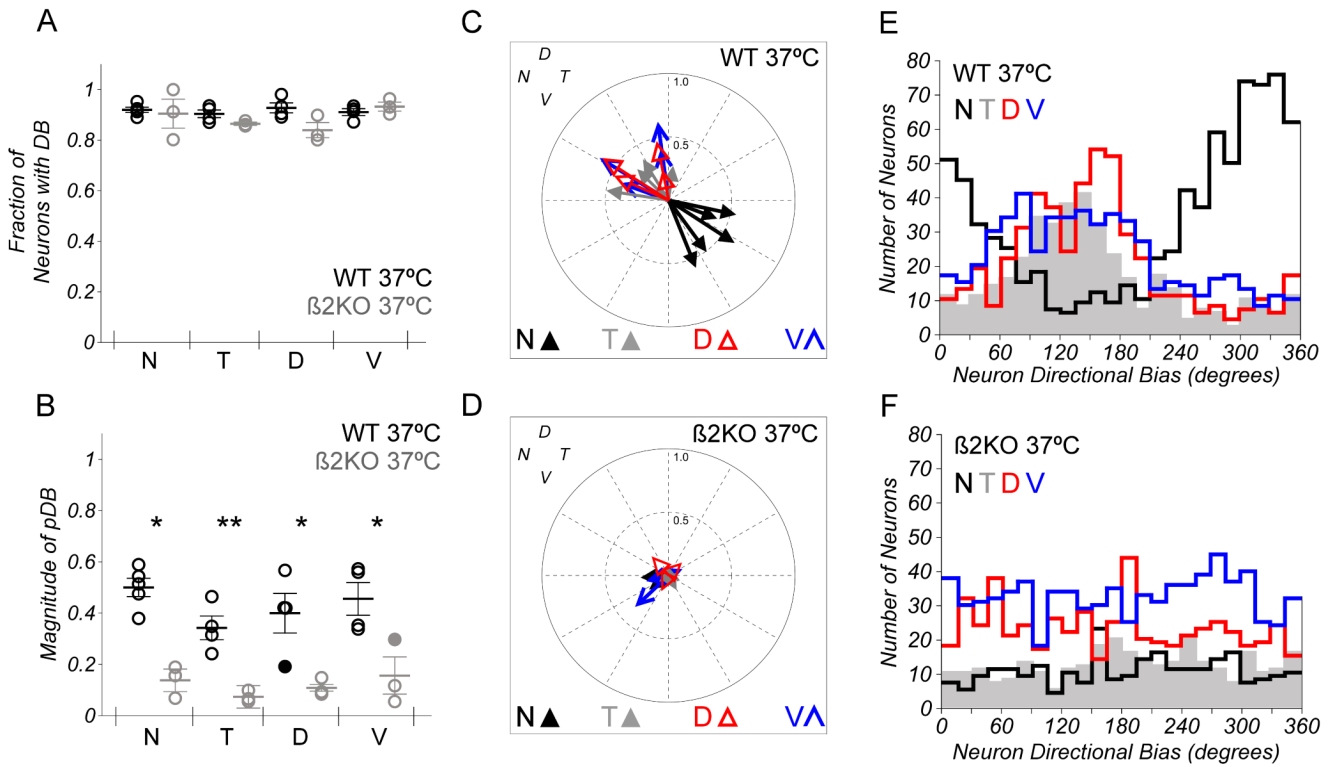 A
Fraction of
Neurons with DB
1
0.8
0.6
0.4
0.2
0
WT 37ºC
ß2KO 37ºC
N T D V
B
Magnitude of pDB
1
0.8
0.6
0.4
0.2
0
WT 37ºC
ß2KO 37ºC
* ** * *
N T D V
C
D
N T
V
WT 37ºC
1.0
0.5
N T D V
D
D
N T
V
ß2KO 37ºC
1.0
0.5
N T D V
E
Number of Neurons
80
70
60
50
40
30
20
10
0
WT 37ºC
N T D V
0 60 120 180 240 300 360
Neuron Directional Bias (degrees)
F
Number of Neurons
80
70
60
50
40
30
20
10
0
ß2KO 37ºC
N T D V
0 60 120 180 240 300 360
Neuron Directional Bias (degrees)